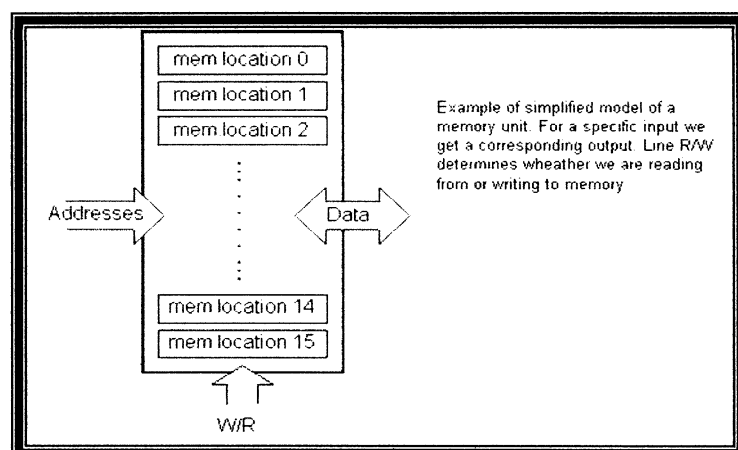 mem location 0
mem location 1
mem location 2
Example of simplified model of a
memory unit. For a specific input we
get a corresponding output. Line R/W
determines wheather we are reading
from or writing to memory
Addresses
Data
mem location 14
mem location 15
W/R